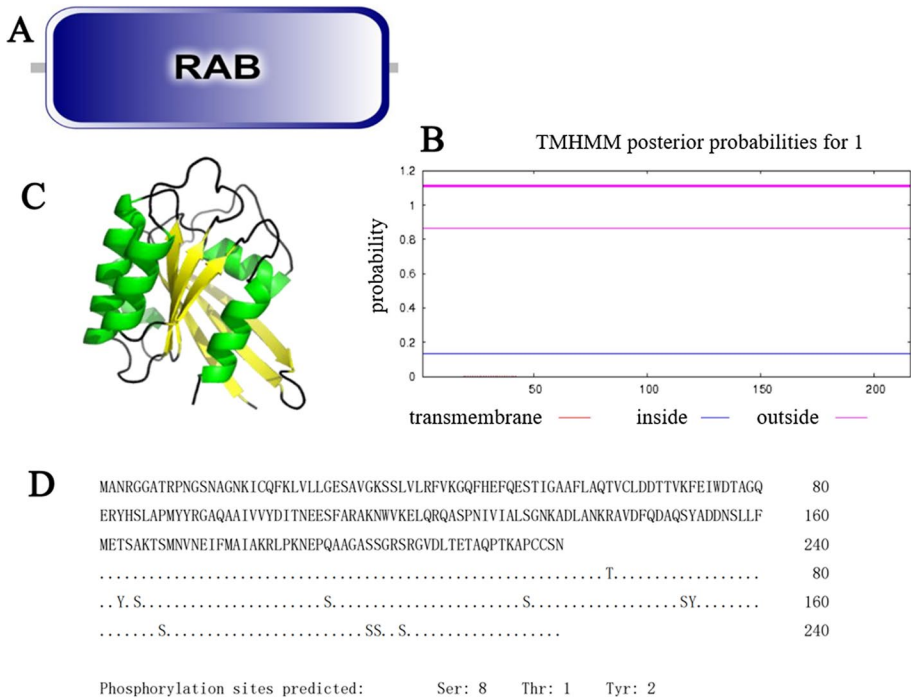 A
RAB
B
TMHMM posterior probabilities for 1
C
1.2
1
0.8
0.6
0.4
0.2
0
probability
50 100 150 200
transmembrane inside outside
D
MANRGGATRPNGSNAGNKICQFKLVLLGESAVGKSSLVLRFVKGQFHEFQESTIGAAFLAQTVCLDDTTVKFEIWDTAGQ 80
ERYHSLAPMYYRGAQAAIVVYDITNEESFARAKNWVKELQRQASPNIVIALSGNKADLANKRAVDFQDAQSYADDNSLLF 160
METSAKTSMNVNEIFMAIAKRLPKNEPQAAGASSGRSRGVDLTETAQPTKAPCCSN 240
.............................................................T.................. 80
..Y.S......................S.......................S..................SY........ 160
.......S........................SS..S................... 240
Phosphorylation sites predicted: Ser: 8 Thr: 1 Tyr: 2